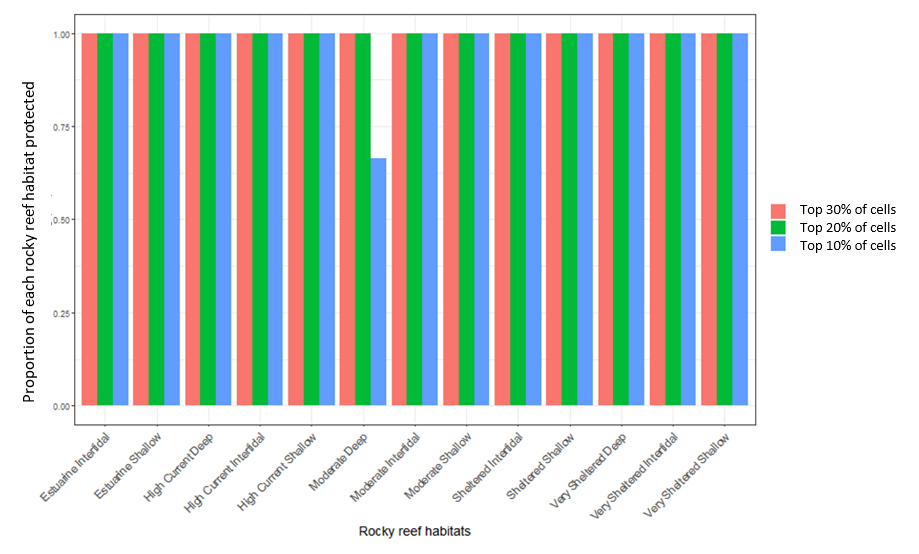 Proportion of each rocky reef habitat protected
1.00
0.75
0.50
0.25
0.00
Estuarine Intertidal
Estuarine Shallow
High Current Deep
High Current Intertidal
High Current Shallow
Moderate Deep
Moderate Intertidal
Moderate Shallow
Sheltered Intertidal
Sheltered Shallow
Very Sheltered Deep
Very Sheltered Intertidal
Very Sheltered Shallow
Rocky reef habitats
Top 30% of cells
Top 20% of cells
Top 10% of cells